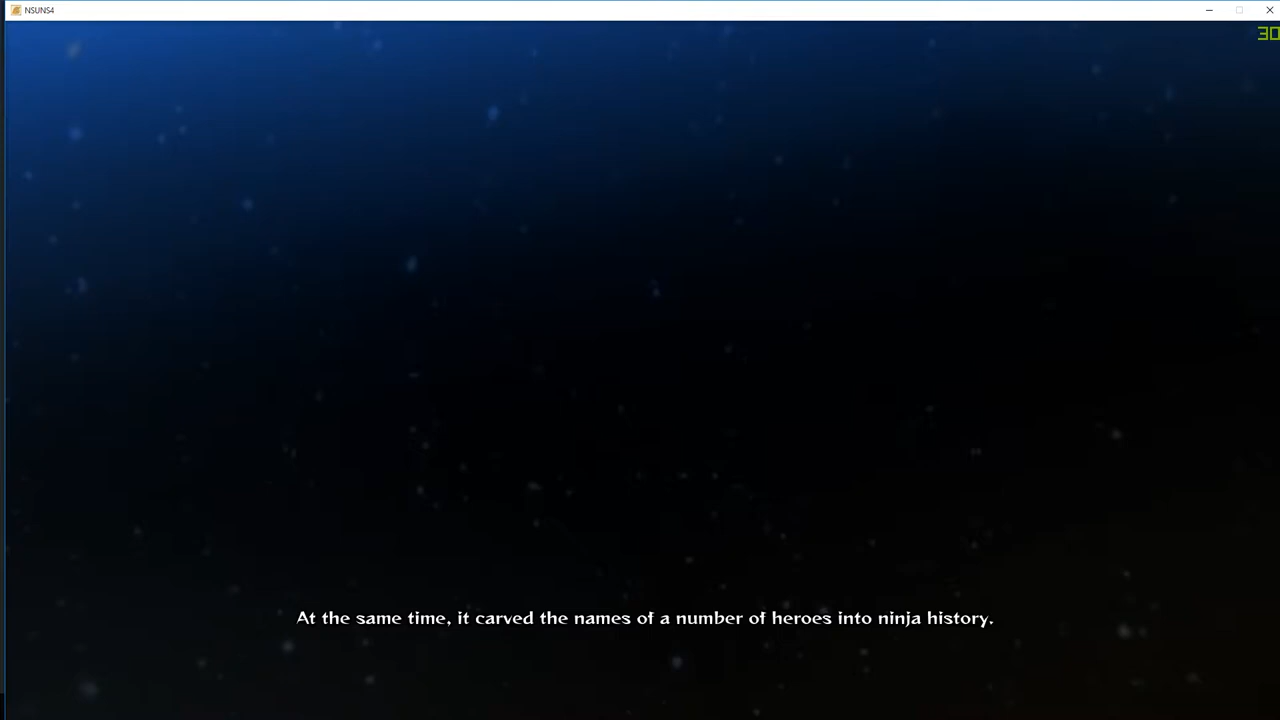 NSUNS4
30
At the same time, it carved the names of a number of heroes into ninja history.